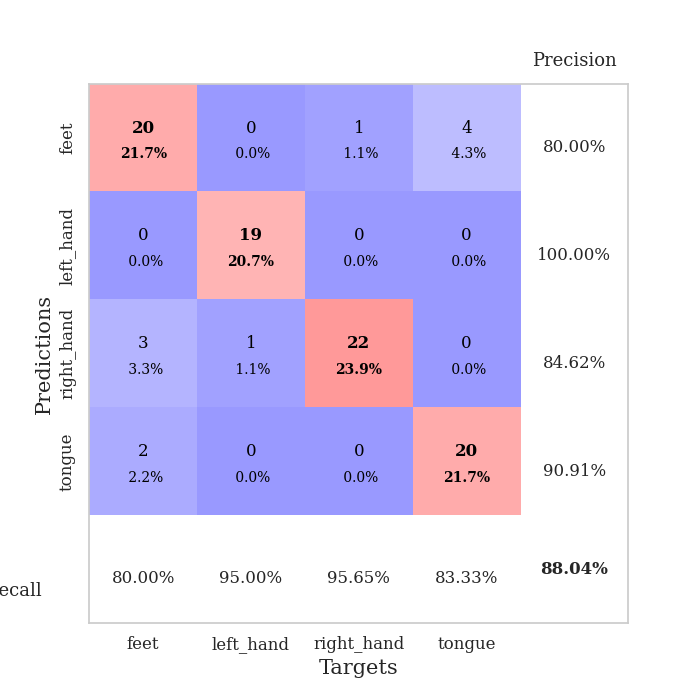 Precision
feet
20 0 1 4
21.7% 0.0% 1.1% 4.3%
80.00%
left_hand
0 19 0 0
0.0% 20.7% 0.0% 0.0%
100.00%
Predictions
right_hand
3 1 22 0
3.3% 1.1% 23.9% 0.0%
84.62%
tongue
2 0 0 20
2.2% 0.0% 0.0% 21.7%
90.91%
ecall
80.00% 95.00% 95.65% 83.33% 88.04%
feet left_hand right_hand tongue
Targets